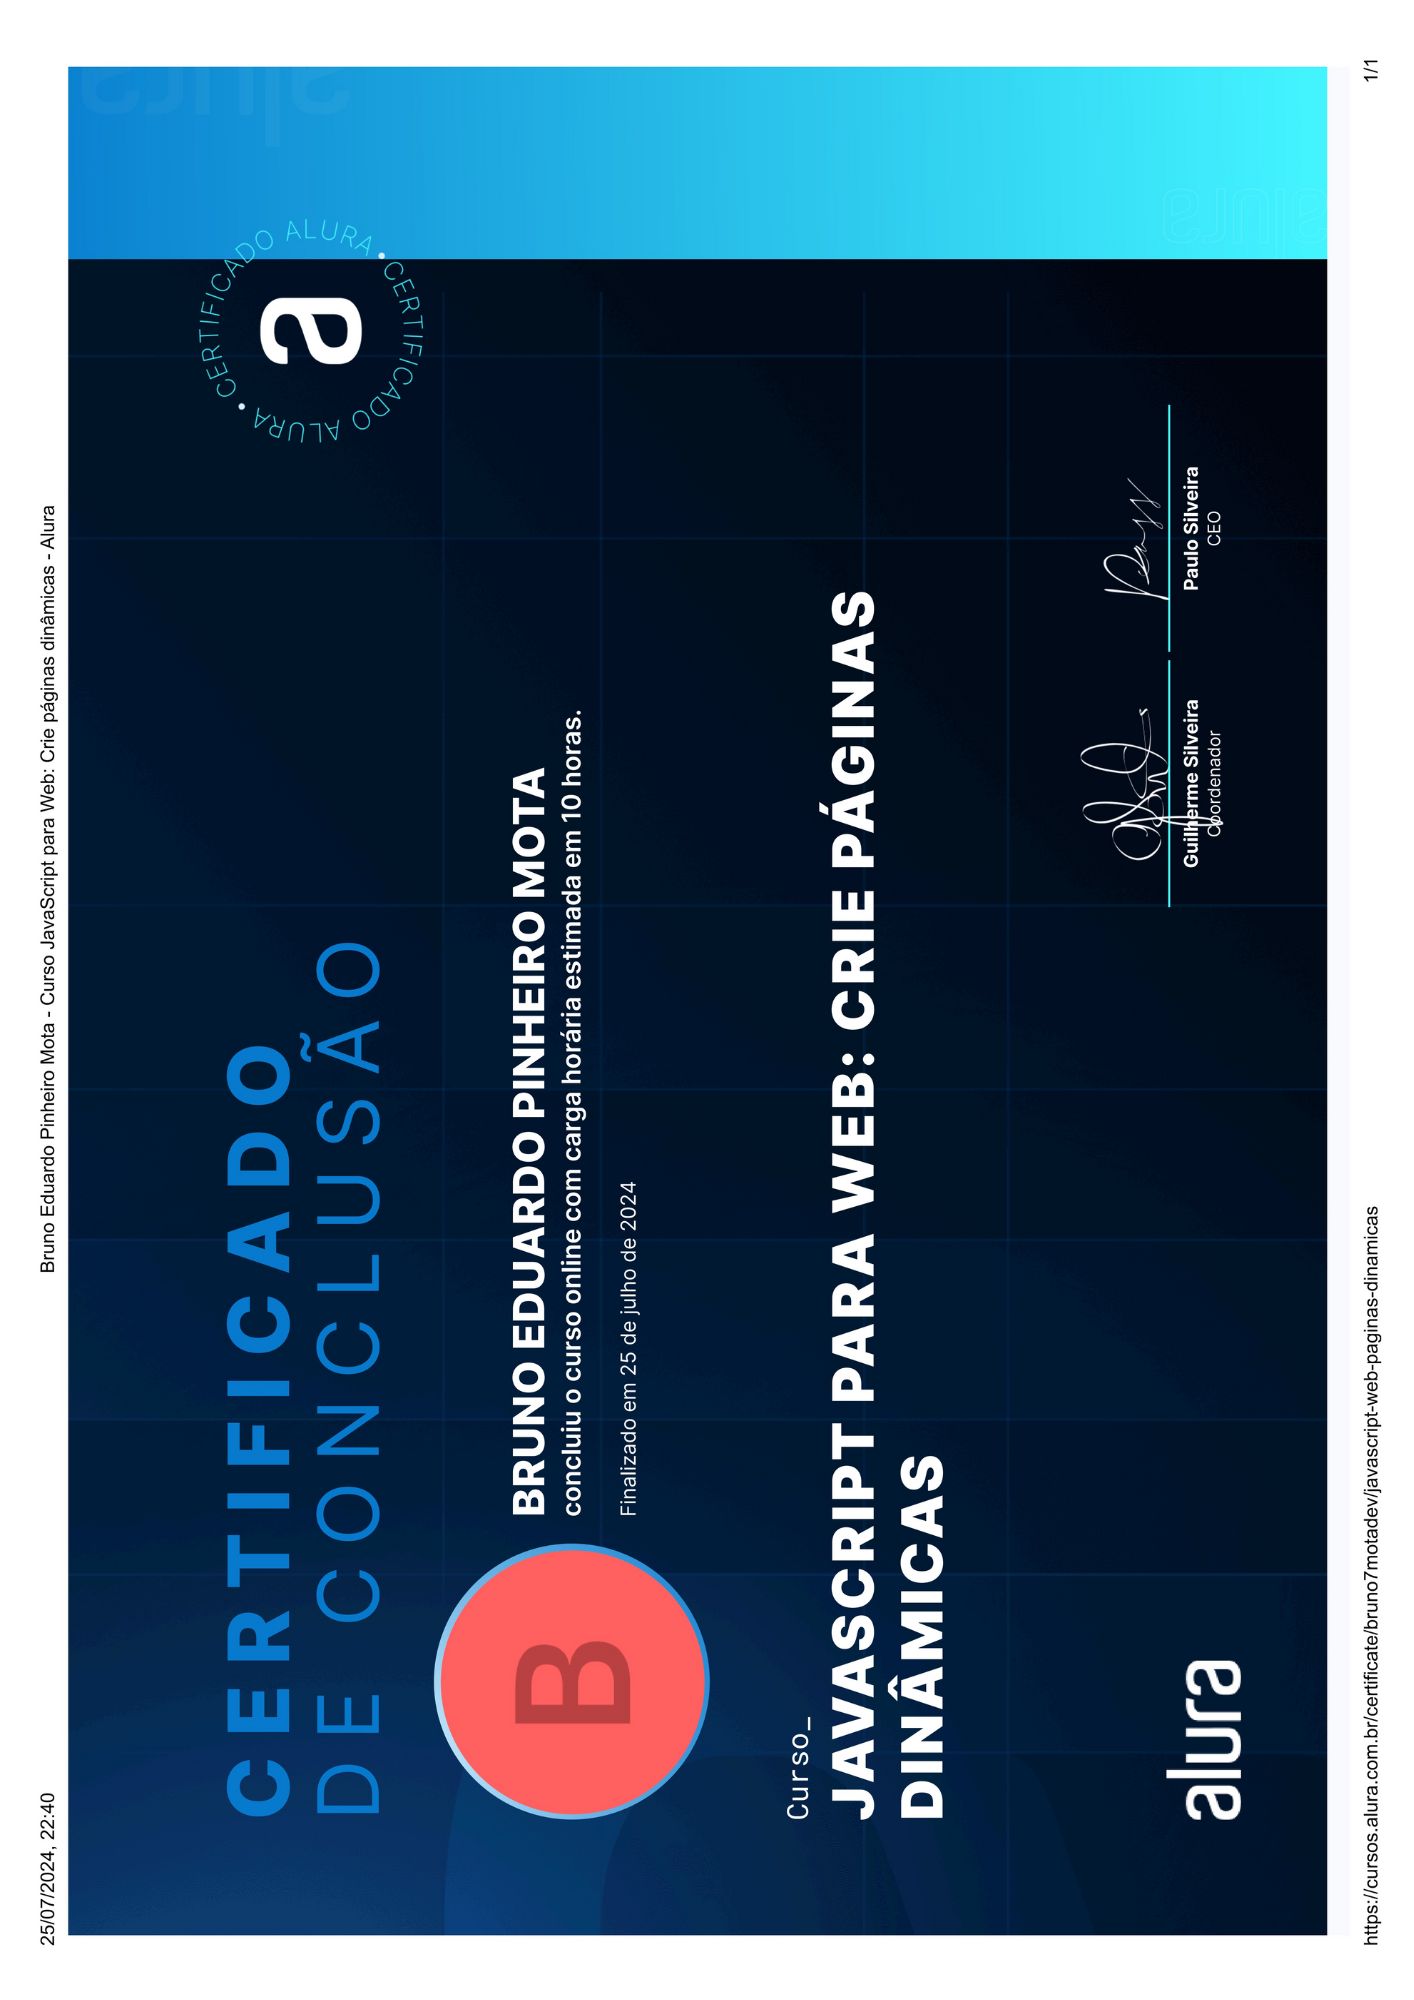 25/07/2024, 22:40
Bruno Eduardo Pinheiro Mota - Curso JavaScript para Web: Crie páginas dinâmicas - Alura
CERTIFICADO
DE CONCLUSÃO
CERTIFICADO ALURA • CERTIFICADO ALURA •
a
alura
B
BRUNO EDUARDO PINHEIRO MOTA
concluiu o curso online com carga horária estimada em 10 horas.
Finalizado em 25 de julho de 2024
Curso_
JAVASCRIPT PARA WEB: CRIE PÁGINAS
DINÂMICAS
alura
Guilherme Silveira
Coordenador
Paulo Silveira
CEO
alura
https://cursos.alura.com.br/certificate/bruno7motadev/javascript-web-paginas-dinamicas
1/1